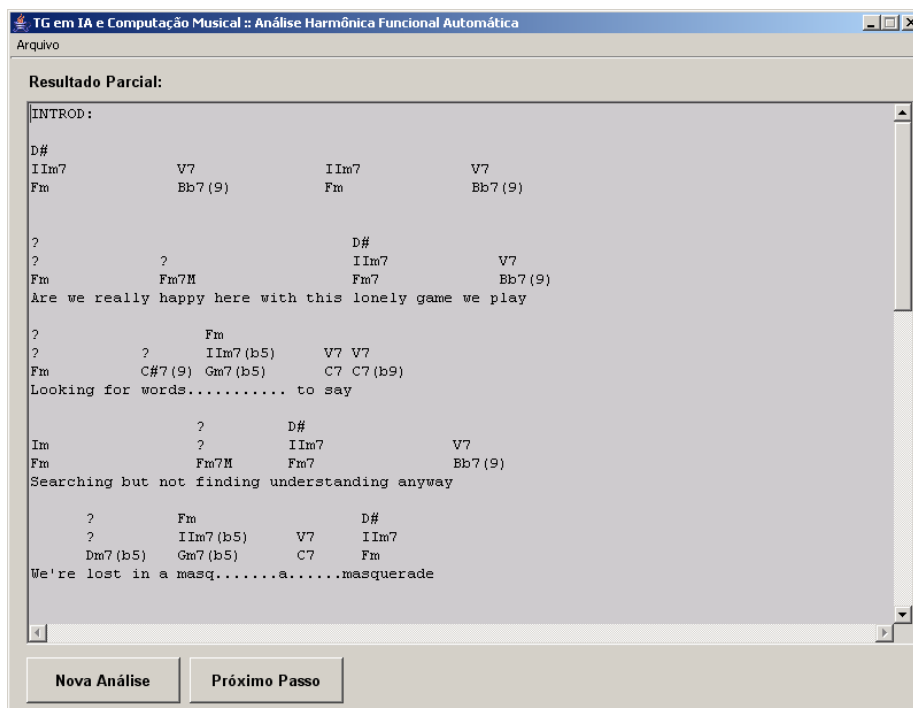 TG em IA e Computação Musical :: Análise Harmônica Funcional Automática
Arquivo
Resultado Parcial:
INTROD:
D#
IIm7 V7 IIm7 V7
Fm Bb7(9) Fm Bb7(9)
? D#
? ? IIm7 V7
Fm Fm7M Fm7 Bb7(9)
Are we really happy here with this lonely game we play
? Fm
? ? IIm7(b5) V7 V7
Fm C#7(9) Gm7(b5) C7 C7(b9)
Looking for words........... to say
? D#
Im ? IIm7 V7
Fm Fm7M Fm7 Bb7(9)
Searching but not finding understanding anyway
? Fm D#
? IIm7(b5) V7 IIm7
Dm7(b5) Gm7(b5) C7 Fm
We're lost in a masq.......a......masquerade
Nova Análise Próximo Passo